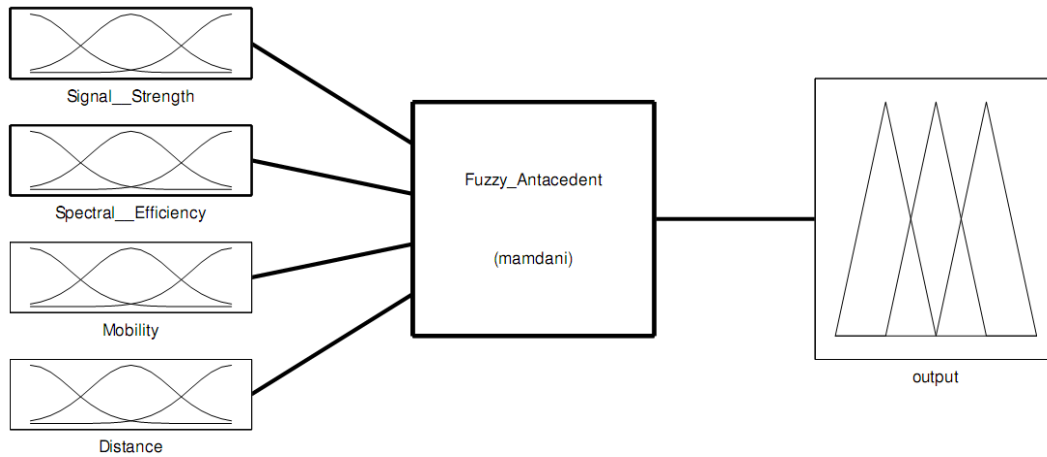 Signal__Strength
Spectral__Efficiency
Mobility
Distance
Fuzzy_Antacedent
(mamdani)
output